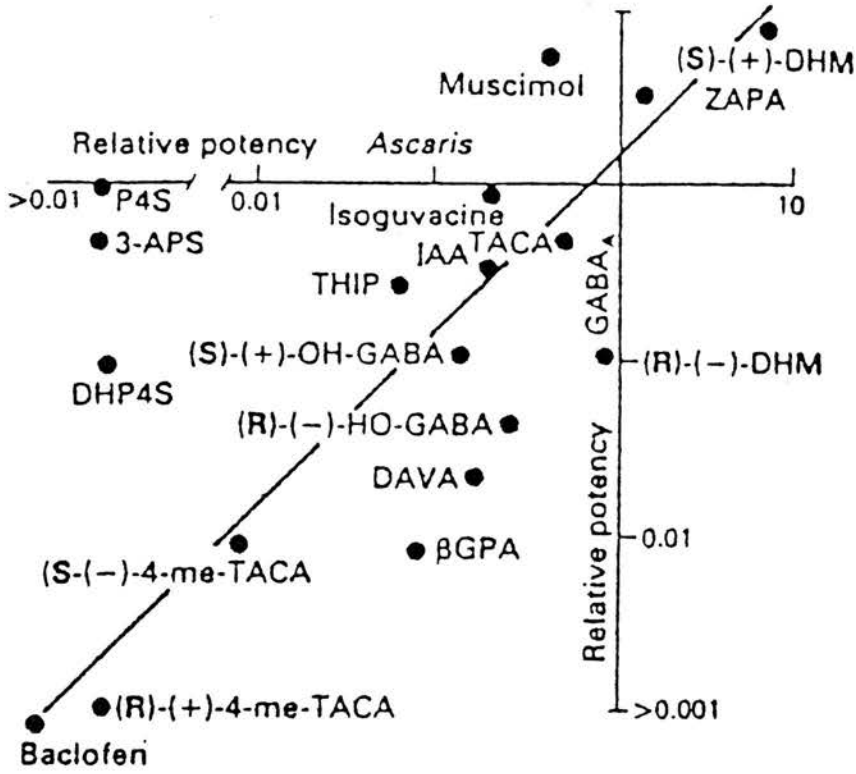 (S)-(+)-DHM
Muscimol
ZAPA
Relative potency Ascaris
>0.01
P4S
0.01
10
Isoguvacine
3-APS
TACA
IAA
THIP
GABAA
(S)-(+)-OH-GABA
(R)-(−)-DHM
DHP4S
(R)-(−)-HO-GABA
DAVA
Relative potency
0.01
βGPA
(S-(−)-4-me-TACA
(R)-(+)-4-me-TACA
>0.001
Baclofen